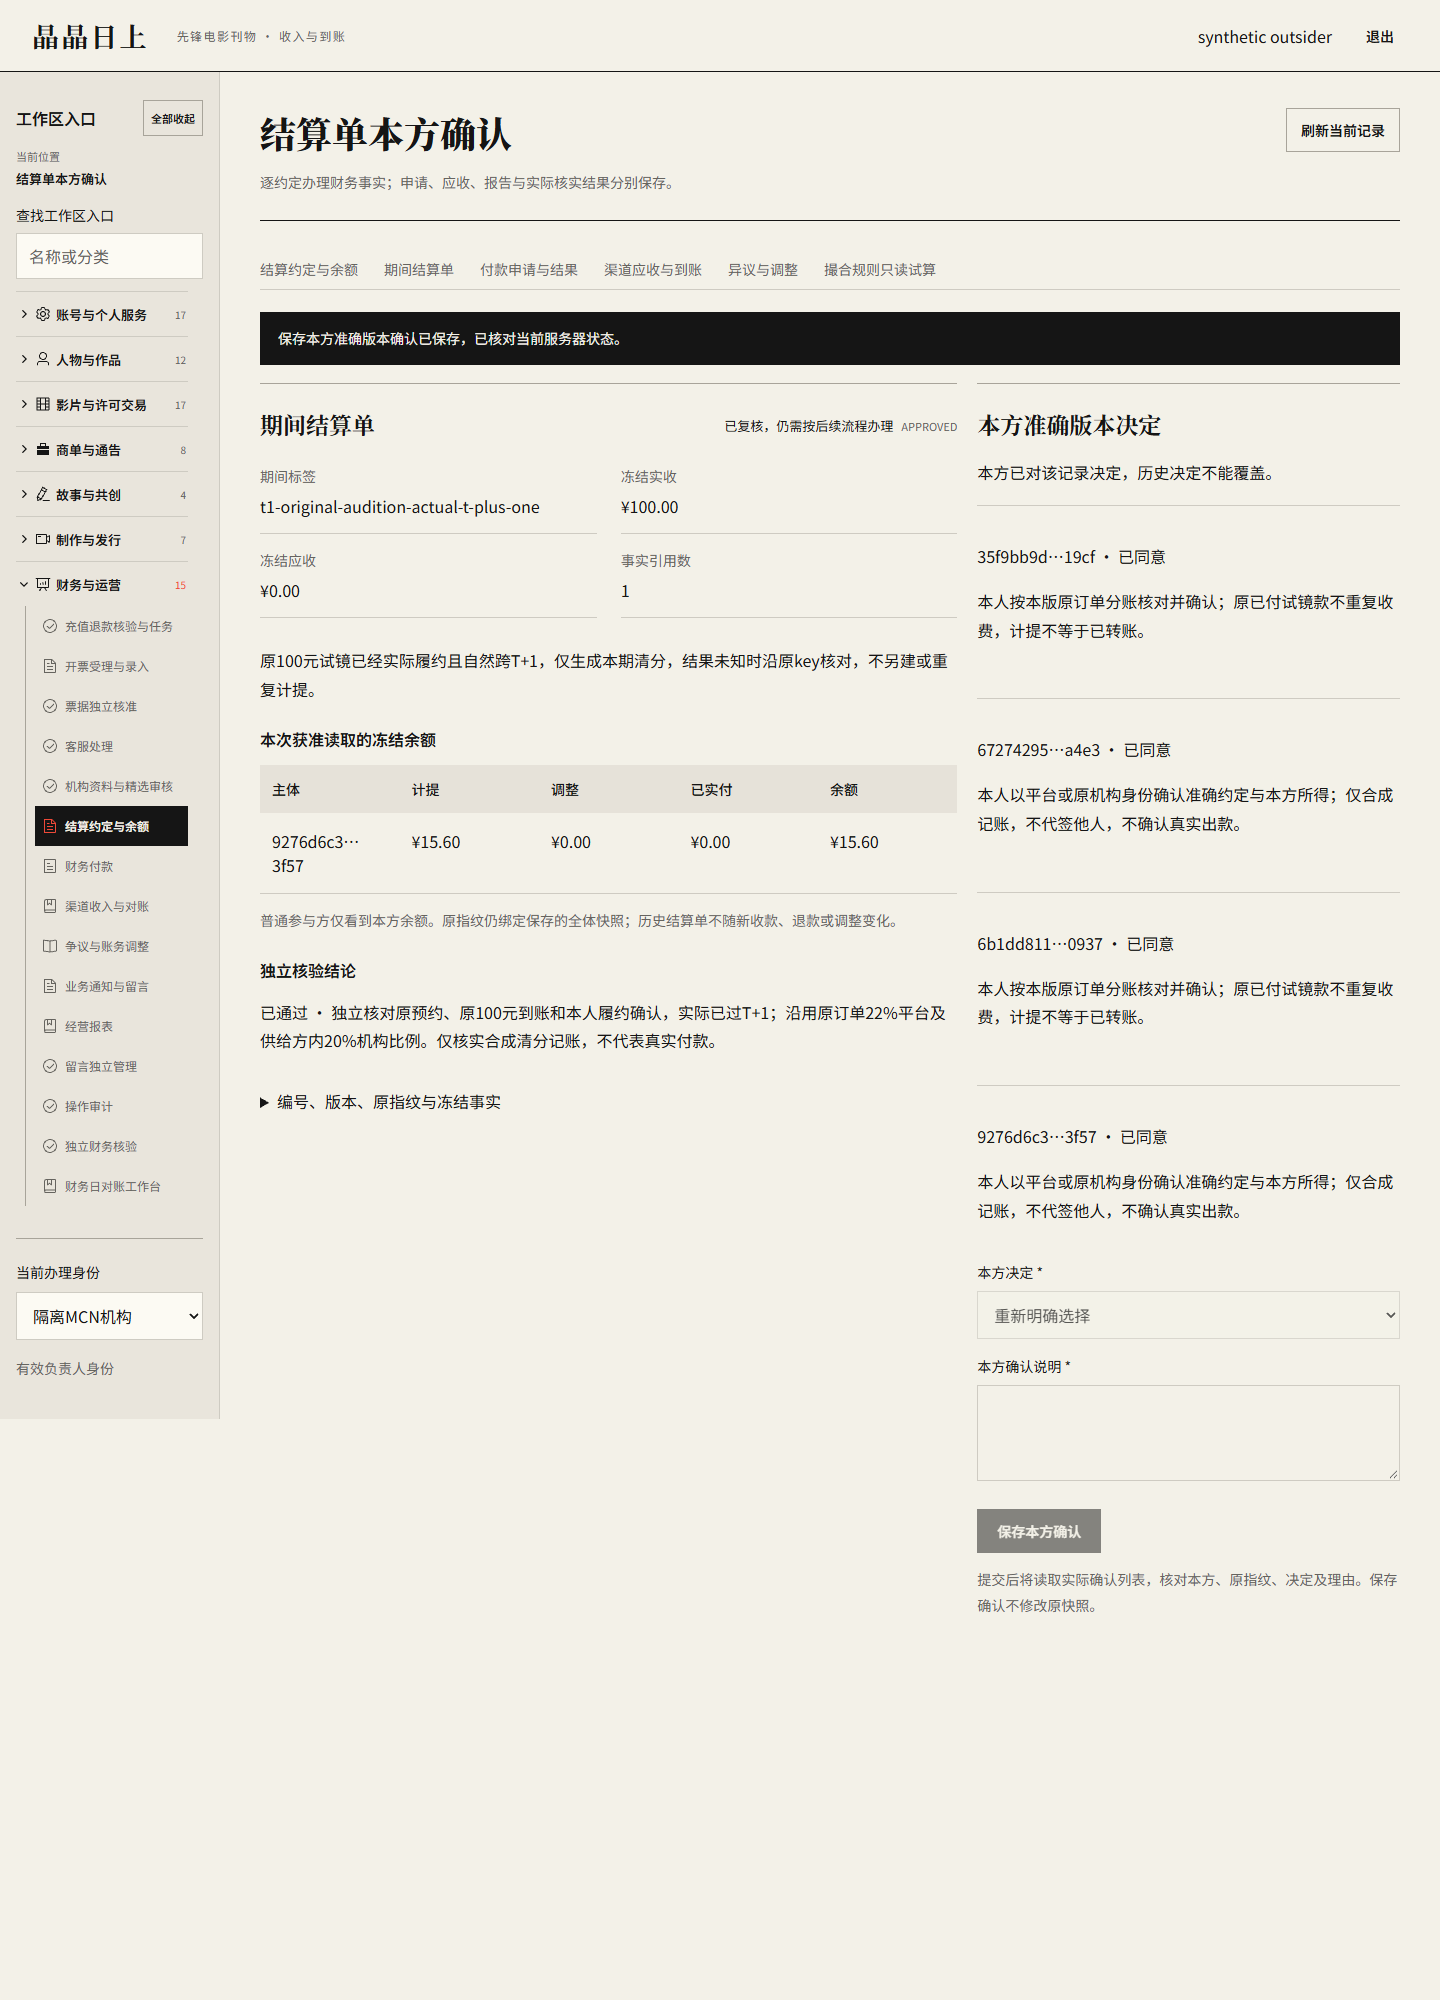 晶晶日上
先锋电影刊物 · 收入与到账
synthetic outsider
退出
工作区入口
全部收起
当前位置
结算单本方确认
查找工作区入口
名称或分类
账号与个人服务 17
人物与作品 12
影片与许可交易 17
商单与通告 8
故事与共创 4
制作与发行 7
财务与运营 15
充值退款核验与任务
开票受理与录入
票据独立核准
客服处理
机构资料与精选审核
结算约定与余额
财务付款
渠道收入与对账
争议与账务调整
业务通知与留言
经营报表
留言独立管理
操作审计
独立财务核验
财务日对账工作台
当前办理身份
隔离MCN机构
有效负责人身份
结算单本方确认
刷新当前记录
逐约定办理财务事实；申请、应收、报告与实际核实结果分别保存。
结算约定与余额 期间结算单 付款申请与结果 渠道应收与到账 异议与调整 撮合规则只读试算
保存本方准确版本确认已保存，已核对当前服务器状态。
期间结算单
已复核，仍需按后续流程办理 APPROVED
期间标签
t1-original-audition-actual-t-plus-one
冻结实收
¥100.00
冻结应收
¥0.00
事实引用数
1
原100元试镜已经实际履约且自然跨T+1，仅生成本期清分，结果未知时沿原key核对，不另建或重
复计提。
本次获准读取的冻结余额
主体 计提 调整 已实付 余额
9276d6c3…3f57 ¥15.60 ¥0.00 ¥0.00 ¥15.60
普通参与方仅看到本方余额。原指纹仍绑定保存的全体快照；历史结算单不随新收款、退款或调整变化。
独立核验结论
已通过 · 独立核对原预约、原100元到账和本人履约确认，实际已过T+1；沿用原订单22%平台及
供给方内20%机构比例。仅核实合成清分记账，不代表真实付款。
编号、版本、原指纹与冻结事实
本方准确版本决定
本方已对该记录决定，历史决定不能覆盖。
35f9bb9d…19cf · 已同意
本人按本版原订单分账核对并确认；原已付试镜款不重复收
费，计提不等于已转账。
67274295…a4e3 · 已同意
本人以平台或原机构身份确认准确约定与本方所得；仅合成
记账，不代签他人，不确认真实出款。
6b1dd811…0937 · 已同意
本人按本版原订单分账核对并确认；原已付试镜款不重复收
费，计提不等于已转账。
9276d6c3…3f57 · 已同意
本人以平台或原机构身份确认准确约定与本方所得；仅合成
记账，不代签他人，不确认真实出款。
本方决定 *
重新明确选择
本方确认说明 *
保存本方确认
提交后将读取实际确认列表，核对本方、原指纹、决定及理由。保存
确认不修改原快照。